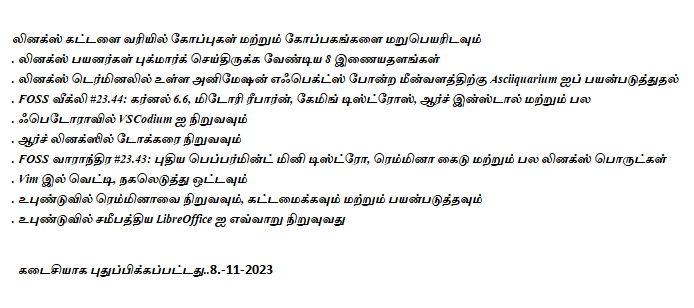 லினக்ஸ் கட்டளை வரியில் கோப்புகள் மற்றும் கோப்பகங்களை மறுபெயரிடவும்
. லினக்ஸ் பயனர்கள் புக்மார்க் செய்திருக்க வேண்டிய 8 இணையதளங்கள்
. லினக்ஸ் டெர்மினலில் உள்ள அனிமேஷன் எஃபெக்ட்ஸ் போன்ற மீன்வளத்திற்கு Asciiquarium ஐப் பயன்படுத்துதல்
. FOSS வீக்லி #23.44: கர்னல் 6.6, மிடோரி ரீபார்ன், கேமிங் டிஸ்ட்ரோஸ், ஆர்ச் இன்ஸ்டால் மற்றும் பல
. ஃபெடோராவில் VSCodium ஐ நிறுவவும்
. ஆர்ச் லினக்ஸில் டோக்கரை நிறுவவும்
. FOSS வாராந்திர #23.43: புதிய பெப்பர்மின்ட் மினி டிஸ்ட்ரோ, ரெம்மினா கைடு மற்றும் பல லினக்ஸ் பொருட்கள்
. Vim இல் வெட்டி, நகலெடுத்து ஒட்டவும்
. உபுண்டுவில் ரெம்மினாவை நிறுவவும், கட்டமைக்கவும் மற்றும் பயன்படுத்தவும்
. உபுண்டுவில் சமீபத்திய LibreOffice ஐ எவ்வாறு நிறுவுவது
கடைசியாக புதுப்பிக்கப்பட்டது..8.-11-2023